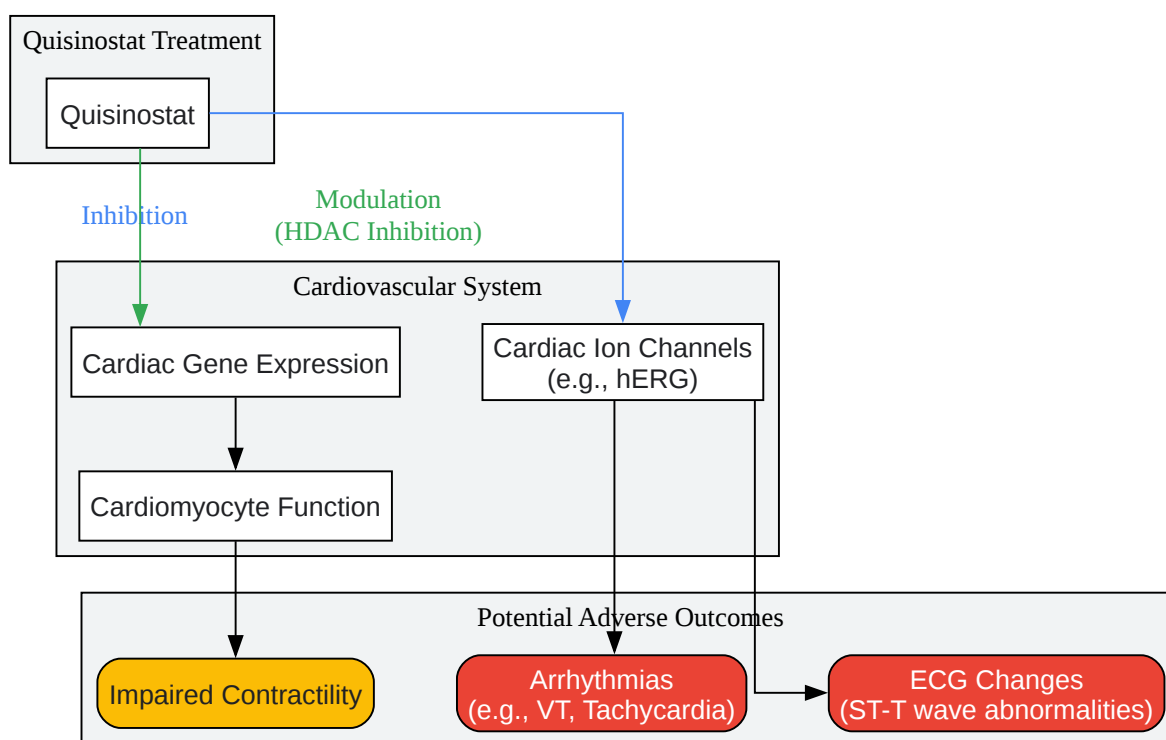 Quisinostat Treatment
Quisinostat
Inhibition
Modulation
(HDAC Inhibition)
Cardiovascular System
Cardiac Gene Expression
Cardiac Ion Channels
(e.g., hERG)
Cardiomyocyte Function
Potential Adverse Outcomes
Impaired Contractility
Arrhythmias
(e.g., VT, Tachycardia)
ECG Changes
(ST-T wave abnormalities)